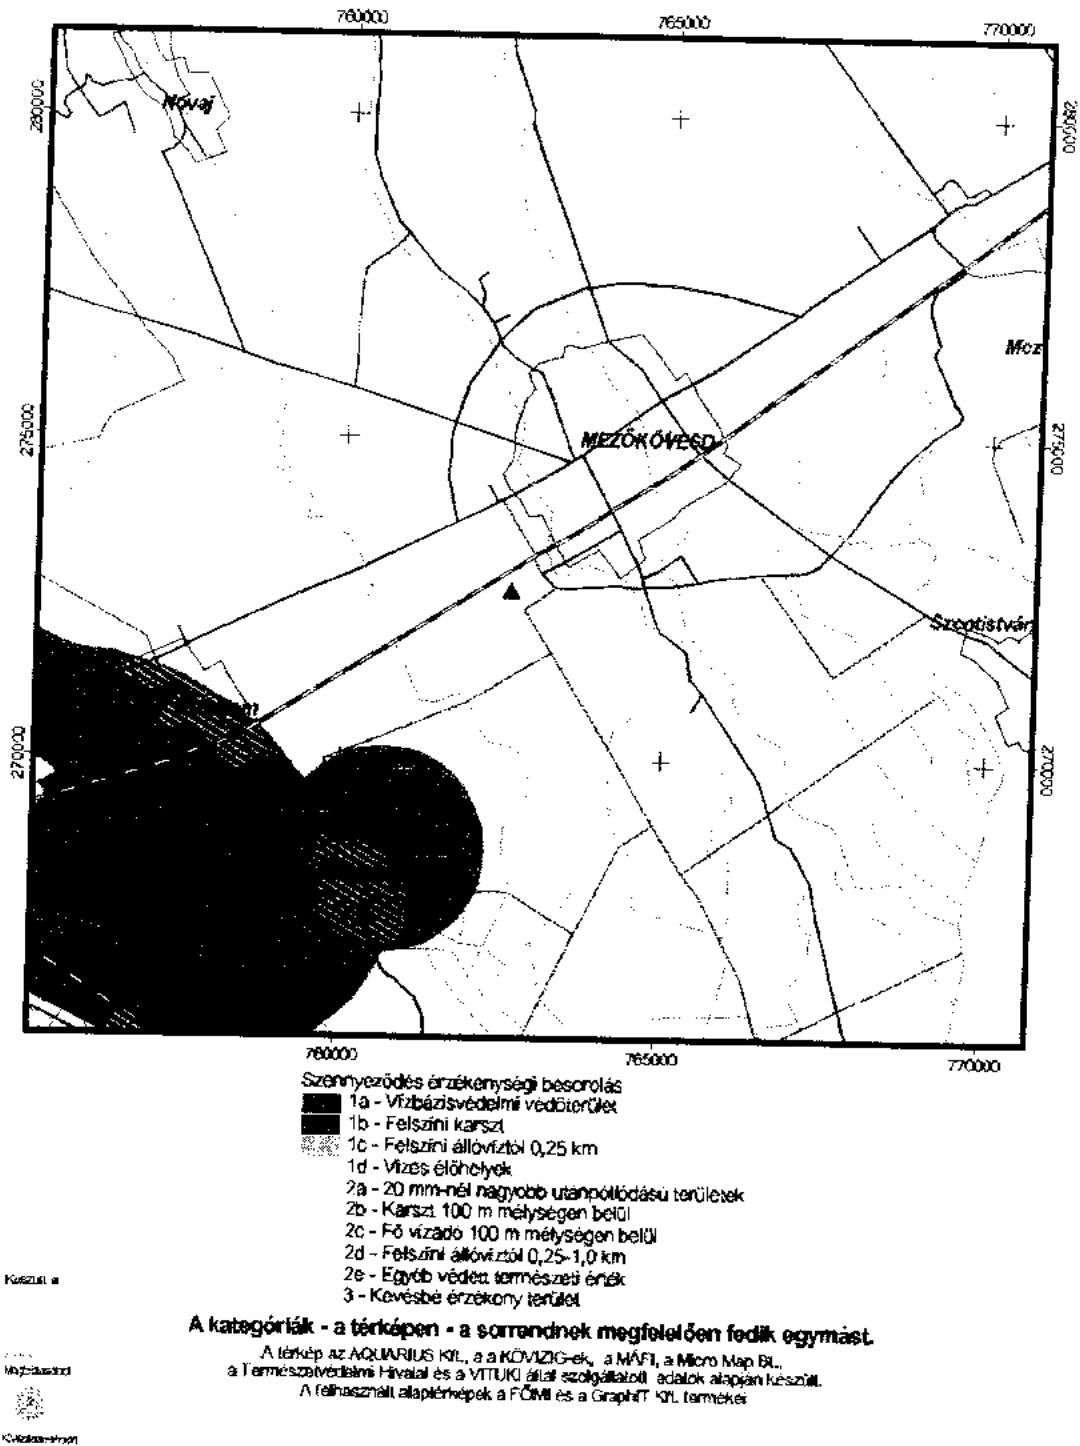 760000
765000
770000
280000
280000
Novaj
Mez
275000
275000
MEZŐKÖVESD
Szentistván
270000
270000
760000
765000
770000
Szennyeződés érzékenységi besorolás
1a - Vízbázisvédelmi védőterület
1b - Felszíni karszt
1c - Felszíni állóvíztól 0,25 km
1d - Vizes élőhelyek
2a - 20 mm-nél nagyobb utánpótlódású területek
2b - Karszt 100 m mélységen belül
2c - Fő vízadó 100 m mélységen belül
2d - Felszíni állóvíztól 0,25-1,0 km
2e - Egyéb védett természeti érték
3 - Kevésbé érzékony terület
A kategóriák - a térképen - a sorrendnek megfelelően fedik egymást.
A térkép az AQUARIUS Kft., a a KÖVIZIG-ek, a MÁFI, a Micro Map Bt.,
a Természetvédelmi Hivatal és a VITUKI által szolgáltatott adatok alapján készült.
A felhasznált alaptérképek a FÖMI és a GraphIT Kft. termékei